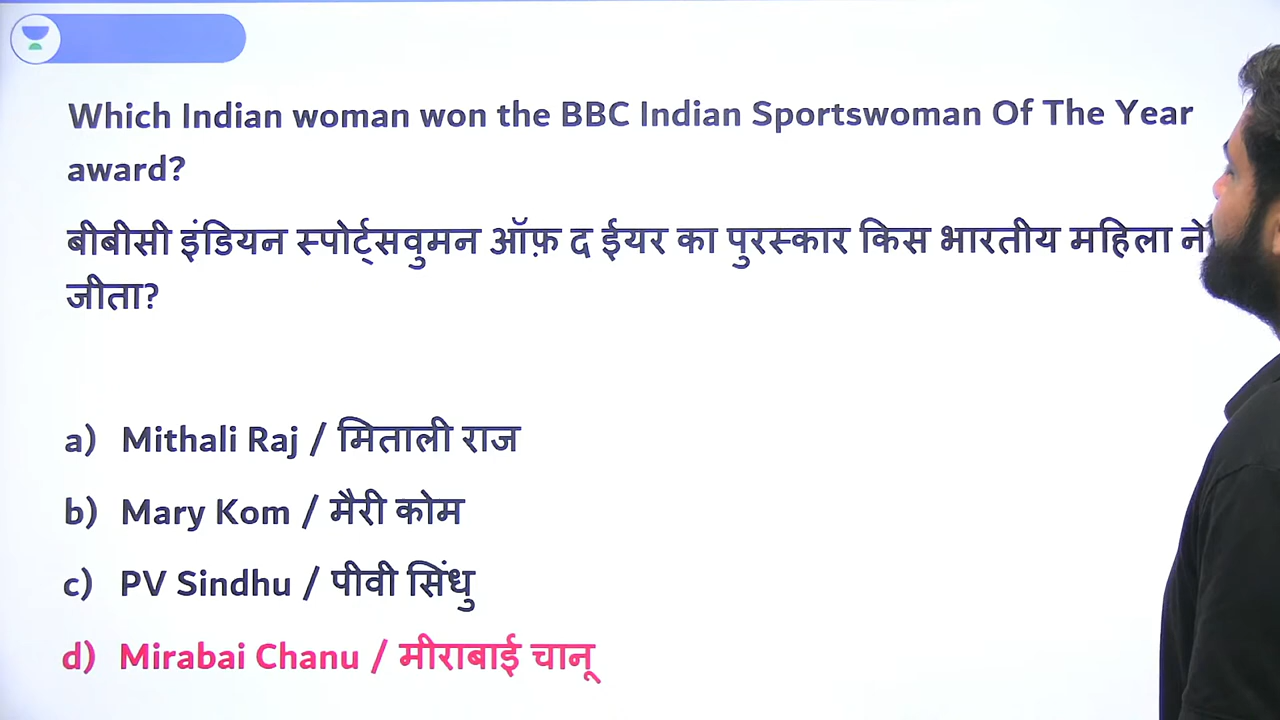 Which Indian woman won the BBC Indian Sportswoman Of The Year
award?
बीबीसी इंडियन स्पोर्ट्सवुमन ऑफ़ द ईयर का पुरस्कार किस भारतीय महिला ने
जीता?
a) Mithali Raj / मिताली राज
b) Mary Kom / मैरी कोम
c) PV Sindhu / पीवी सिंधु
d) Mirabai Chanu / मीराबाई चानू